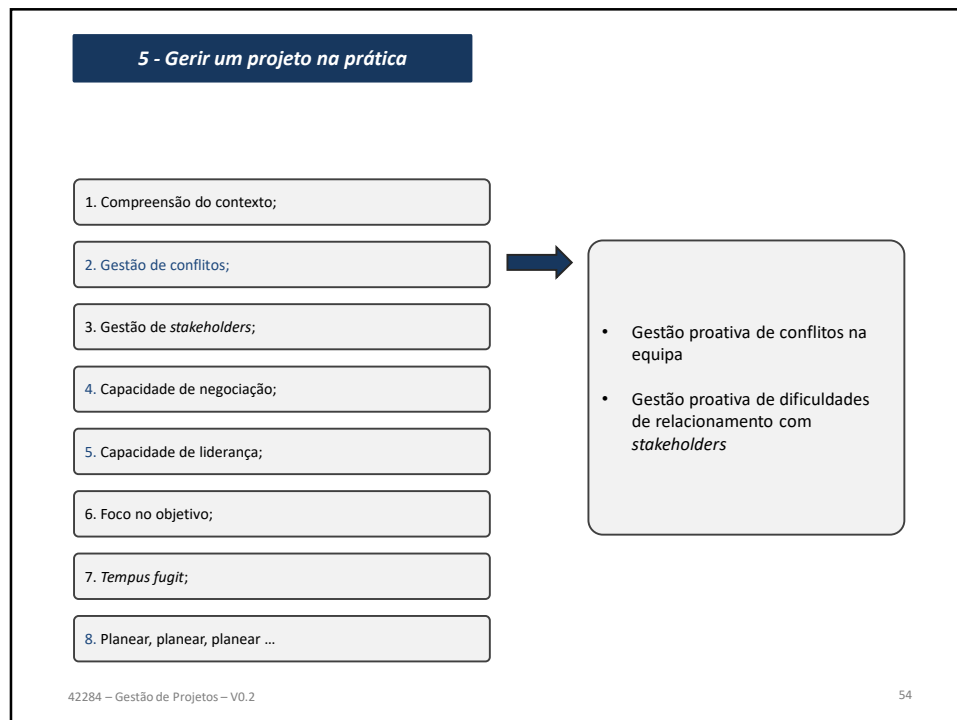 5 - Gerir um projeto na prática
1. Compreensão do contexto;
2. Gestão de conflitos;
3. Gestão de stakeholders;
4. Capacidade de negociação;
5. Capacidade de liderança;
6. Foco no objetivo;
7. Tempus fugit;
8. Planear, planear, planear ...
• Gestão proativa de conflitos na
equipa
• Gestão proativa de dificuldades
de relacionamento com
stakeholders
42284 – Gestão de Projetos – V0.2
54